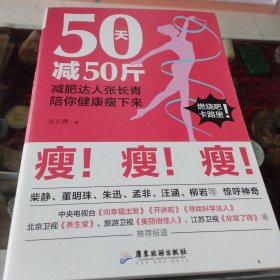 50天
减50斤
减肥达人张长青
陪你健康瘦下来
张长青 著
燃烧吧
卡路里!
瘦!瘦!瘦!
柴静、董明珠、朱迅、孟非、汪涵、柳岩等 惊呼神奇
中央电视台《向幸福出发》《开讲啦》《寻找科学达人》
北京卫视《养生堂》、旅游卫视《美丽俏佳人》、江苏卫视《非常了得》等
推荐报道
广东旅游出版社